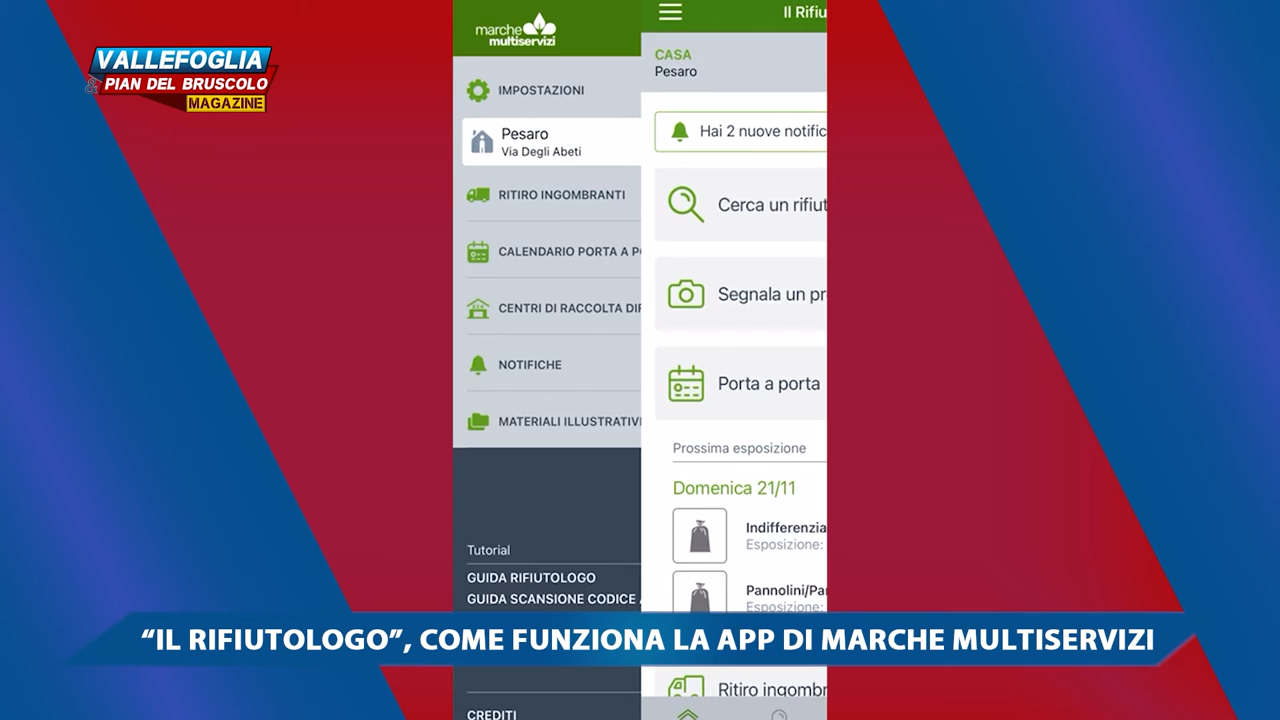 VALLEFOGLIA
& PIAN DEL BRUSCOLO
MAGAZINE
marche
multiservizi
IMPOSTAZIONI
Pesaro
Via Degli Abeti
RITIRO INGOMBRANTI
CALENDARIO PORTA A PO
CENTRI DI RACCOLTA DIF
NOTIFICHE
MATERIALI ILLUSTRATIVI
Tutorial
GUIDA RIFIUTOLOGO
GUIDA SCANSIONE CODICE A
CREDITI
Il Rifiu
CASA
Pesaro
Hai 2 nuove notific
Cerca un rifiut
Segnala un pr
Porta a porta
Prossima esposizione
Domenica 21/11
Indifferenzia
Esposizione:
Pannolini/Pa
Esposizione:
Ritiro ingombr
“IL RIFIUTOLOGO”, COME FUNZIONA LA APP DI MARCHE MULTISERVIZI